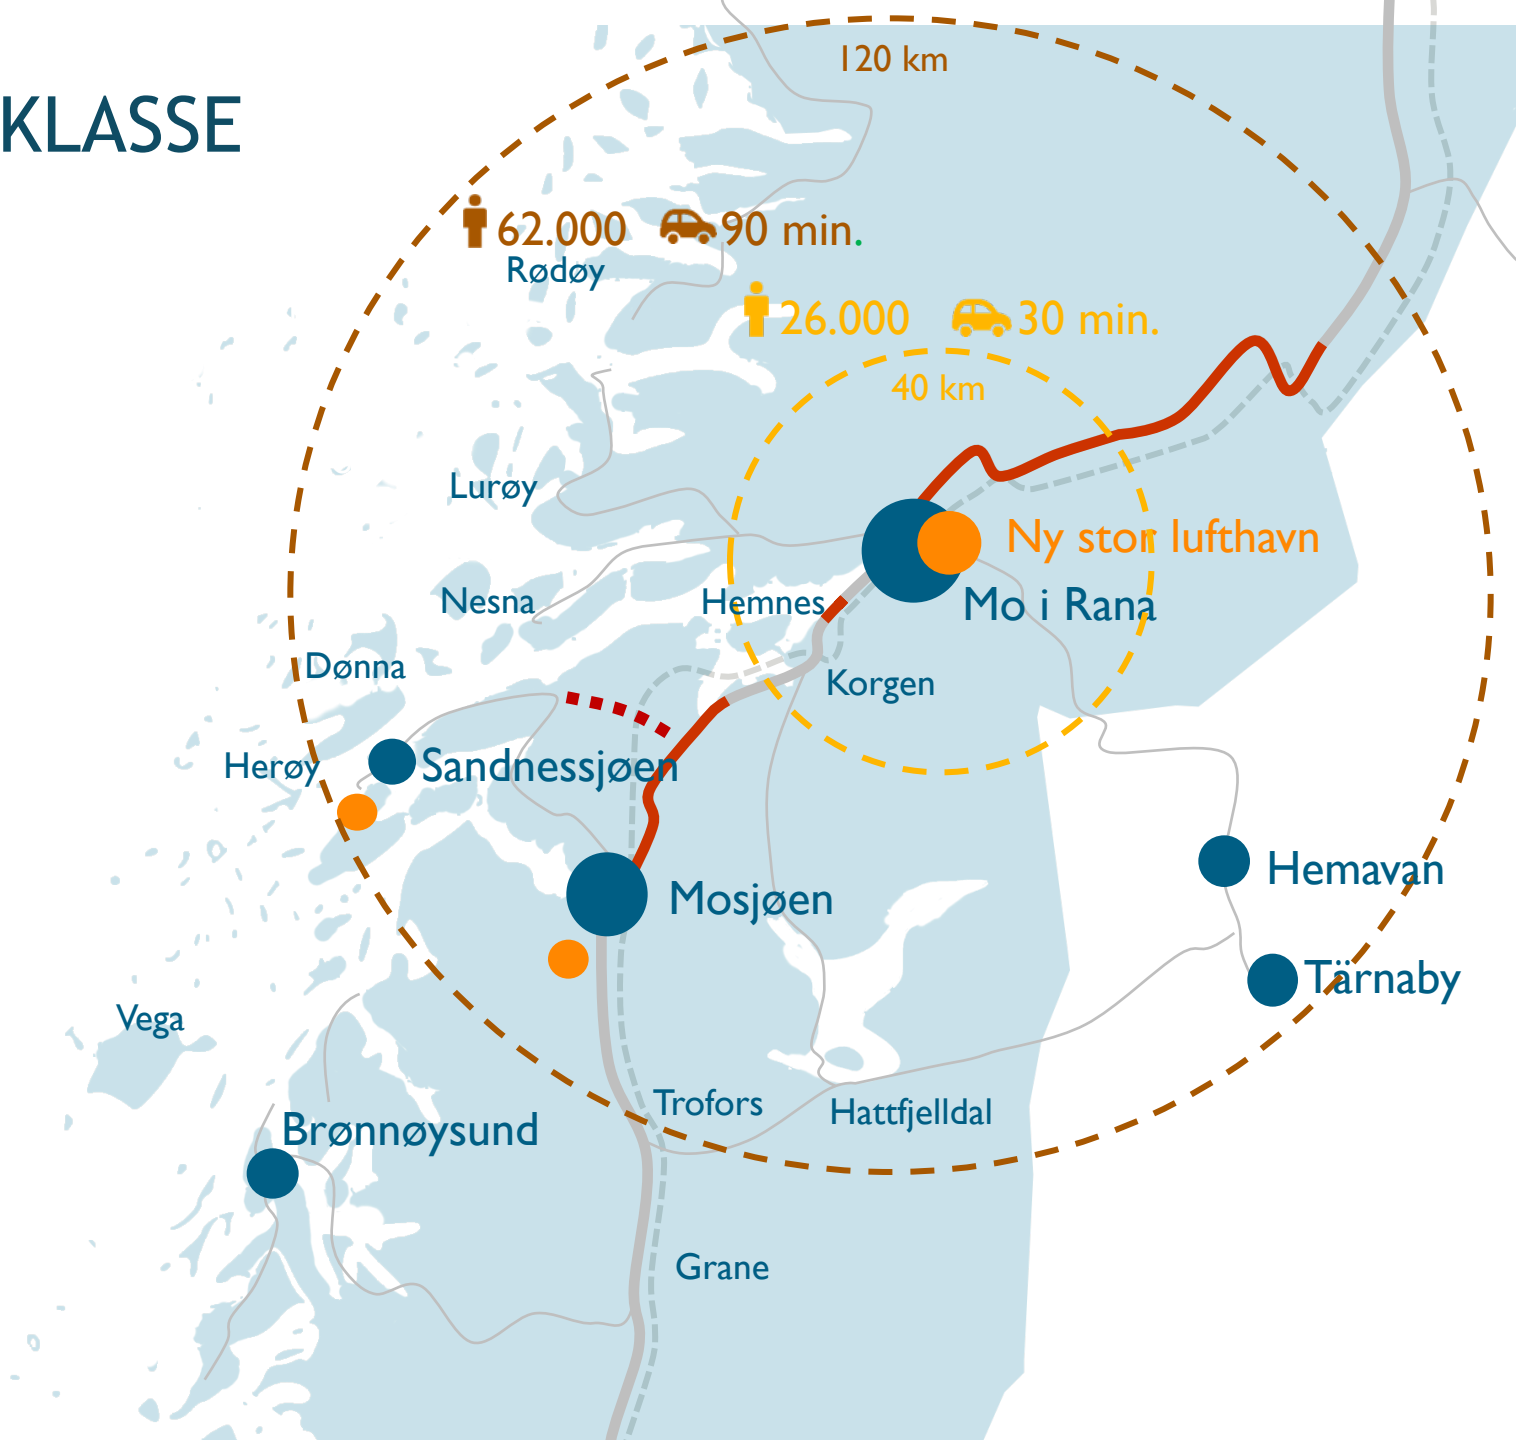 120 km
KLASSE
62.000 90 min.
Rødøy
26.000 30 min.
40 km
Lurøy
Ny stor lufthavn
Nesna
Hemnes
Mo i Rana
Dønna
Korgen
Herøy
Sandnessjøen
Hemavan
Mosjøen
Tärnaby
Vega
Trofors
Hattfjelldal
Brønnøysund
Grane